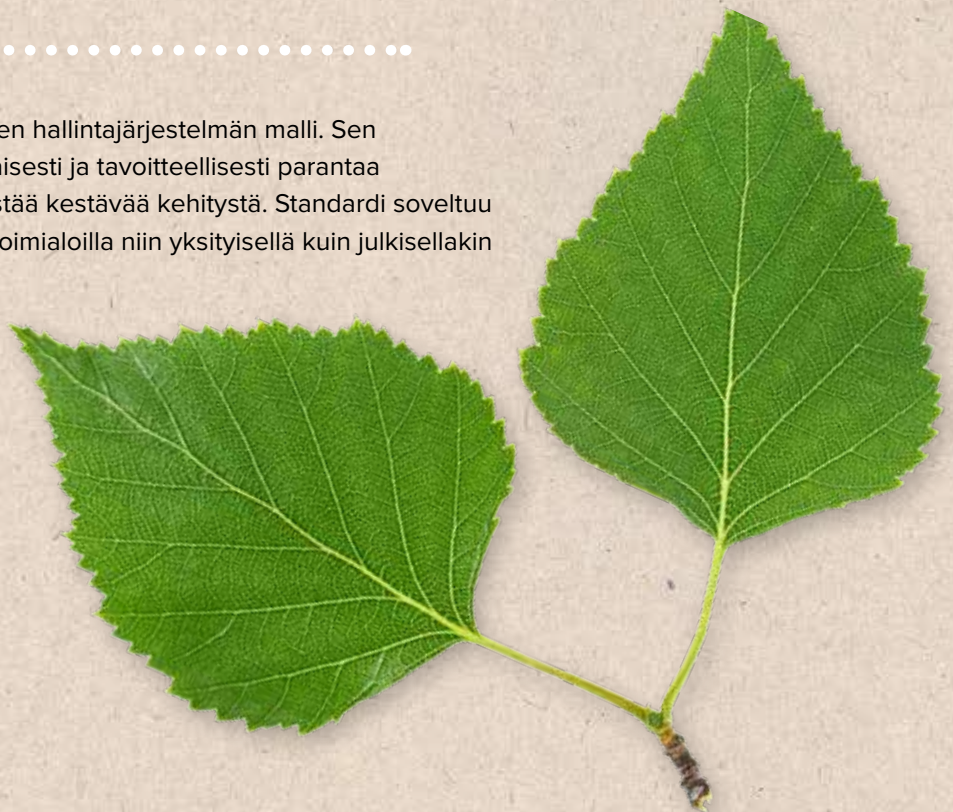 en hallintajärjestelmän malli. Sen
isesti ja tavoitteellisesti parantaa
stää kestävää kehitystä. Standardi soveltuu
oimialoilla niin yksityisellä kuin julkisellakin